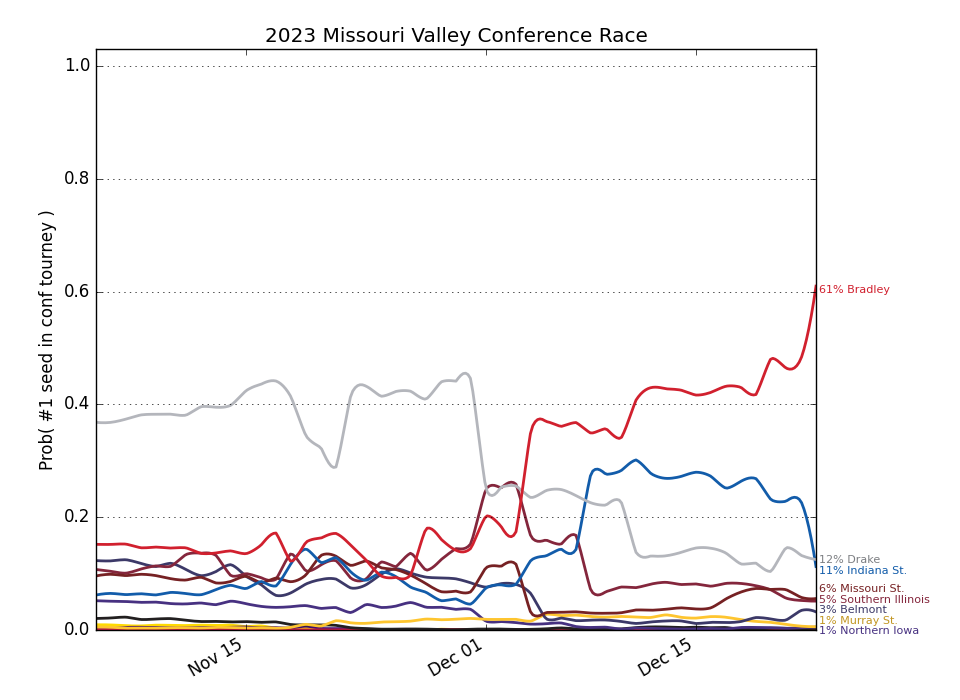 2023 Missouri Valley Conference Race
Prob( #1 seed in conf tourney )
1.0
0.8
0.6
0.4
0.2
0.0
Nov 15
Dec 01
Dec 15
61% Bradley
12% Drake
11% Indiana St.
6% Missouri St.
5% Southern Illinois
3% Belmont
1% Murray St.
1% Northern Iowa